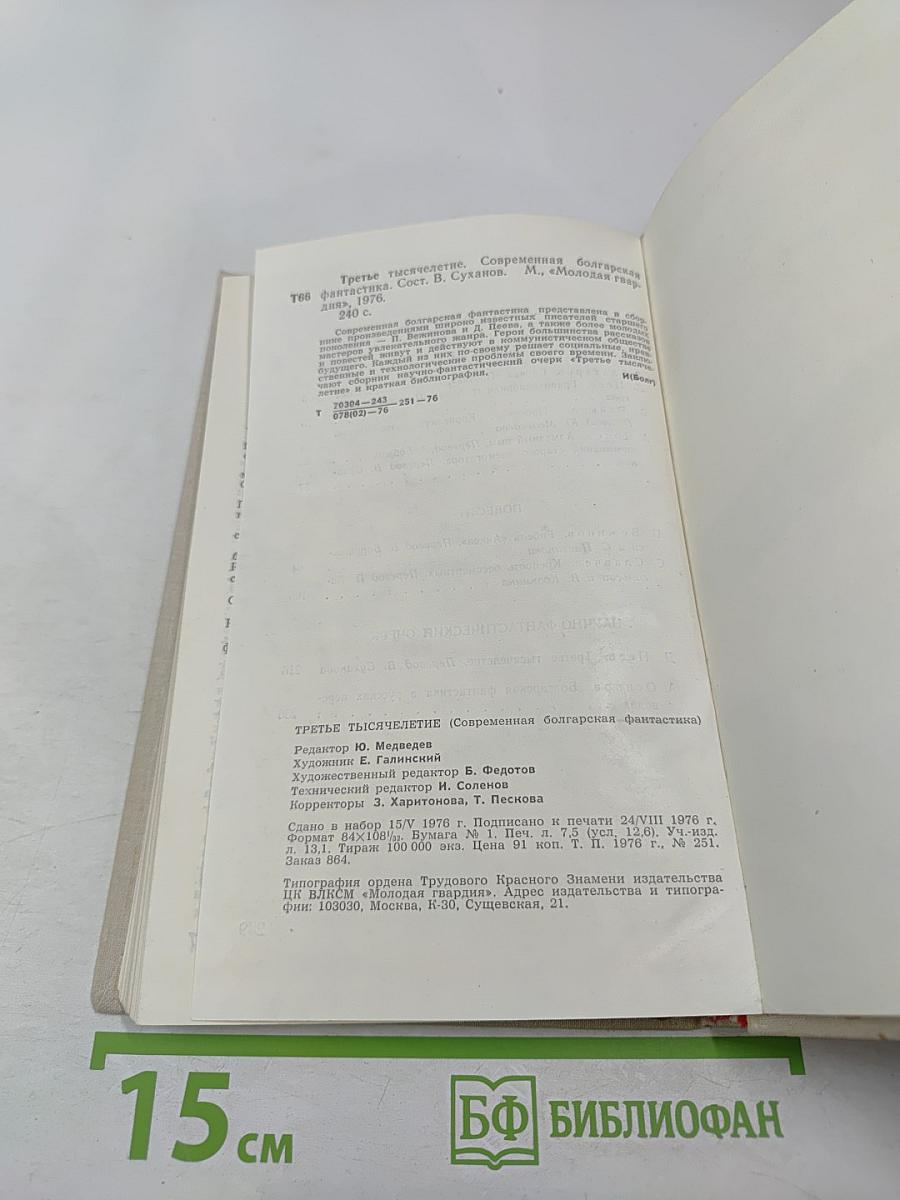 Третье тысячелетие. Современная болгарская
Т66 фантастика. Сост. В. Суханов. М., «Молодая гвар-
дия», 1976.
240 с.
Современная болгарская фантастика представлена в сбор-
нике произведениями широко известных писателей старшего
поколения — П. Вежинова и Д. Пеева, а также более молодых
мастеров увлекательного жанра. Герои большинства рассказов
и повестей живут и действуют в коммунистическом обществе
будущего. Каждый из них по-своему решает социальные, нрав-
ственные и технологические проблемы своего времени. Заклю-
чают сборник научно-фантастический очерк «Третье тысяче-
летие» и краткая библиография.
И(Болг)
Т 70304—243
078(02)—76 251—76
ТРЕТЬЕ ТЫСЯЧЕЛЕТИЕ (Современная болгарская фантастика)
Редактор Ю. Медведев
Художник Е. Галинский
Художественный редактор Б. Федотов
Технический редактор И. Соленов
Корректоры З. Харитонова, Т. Пескова
Сдано в набор 15/V 1976 г. Подписано к печати 24/VIII 1976 г.
Формат 84×108¹/₃₂. Бумага № 1. Печ. л. 7,5 (усл. 12,6). Уч.-изд.
л. 13,1. Тираж 100 000 экз. Цена 91 коп. Т. П. 1976 г., № 251.
Заказ 864.
Типография ордена Трудового Красного Знамени издательства
ЦК ВЛКСМ «Молодая гвардия». Адрес издательства и типогра-
фии: 103030, Москва, К-30, Сущевская, 21.
15 см
БФ БИБЛИОФАН